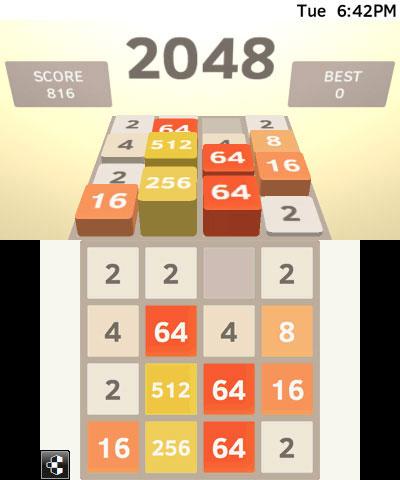 Tue 6:42PM
2048
SCORE
816
BEST
0
2 64 2
4 512 4 8
64 16
2 256
16 64 2
2 2 2
4 64 4 8
2 512 64 16
16 256 64 2